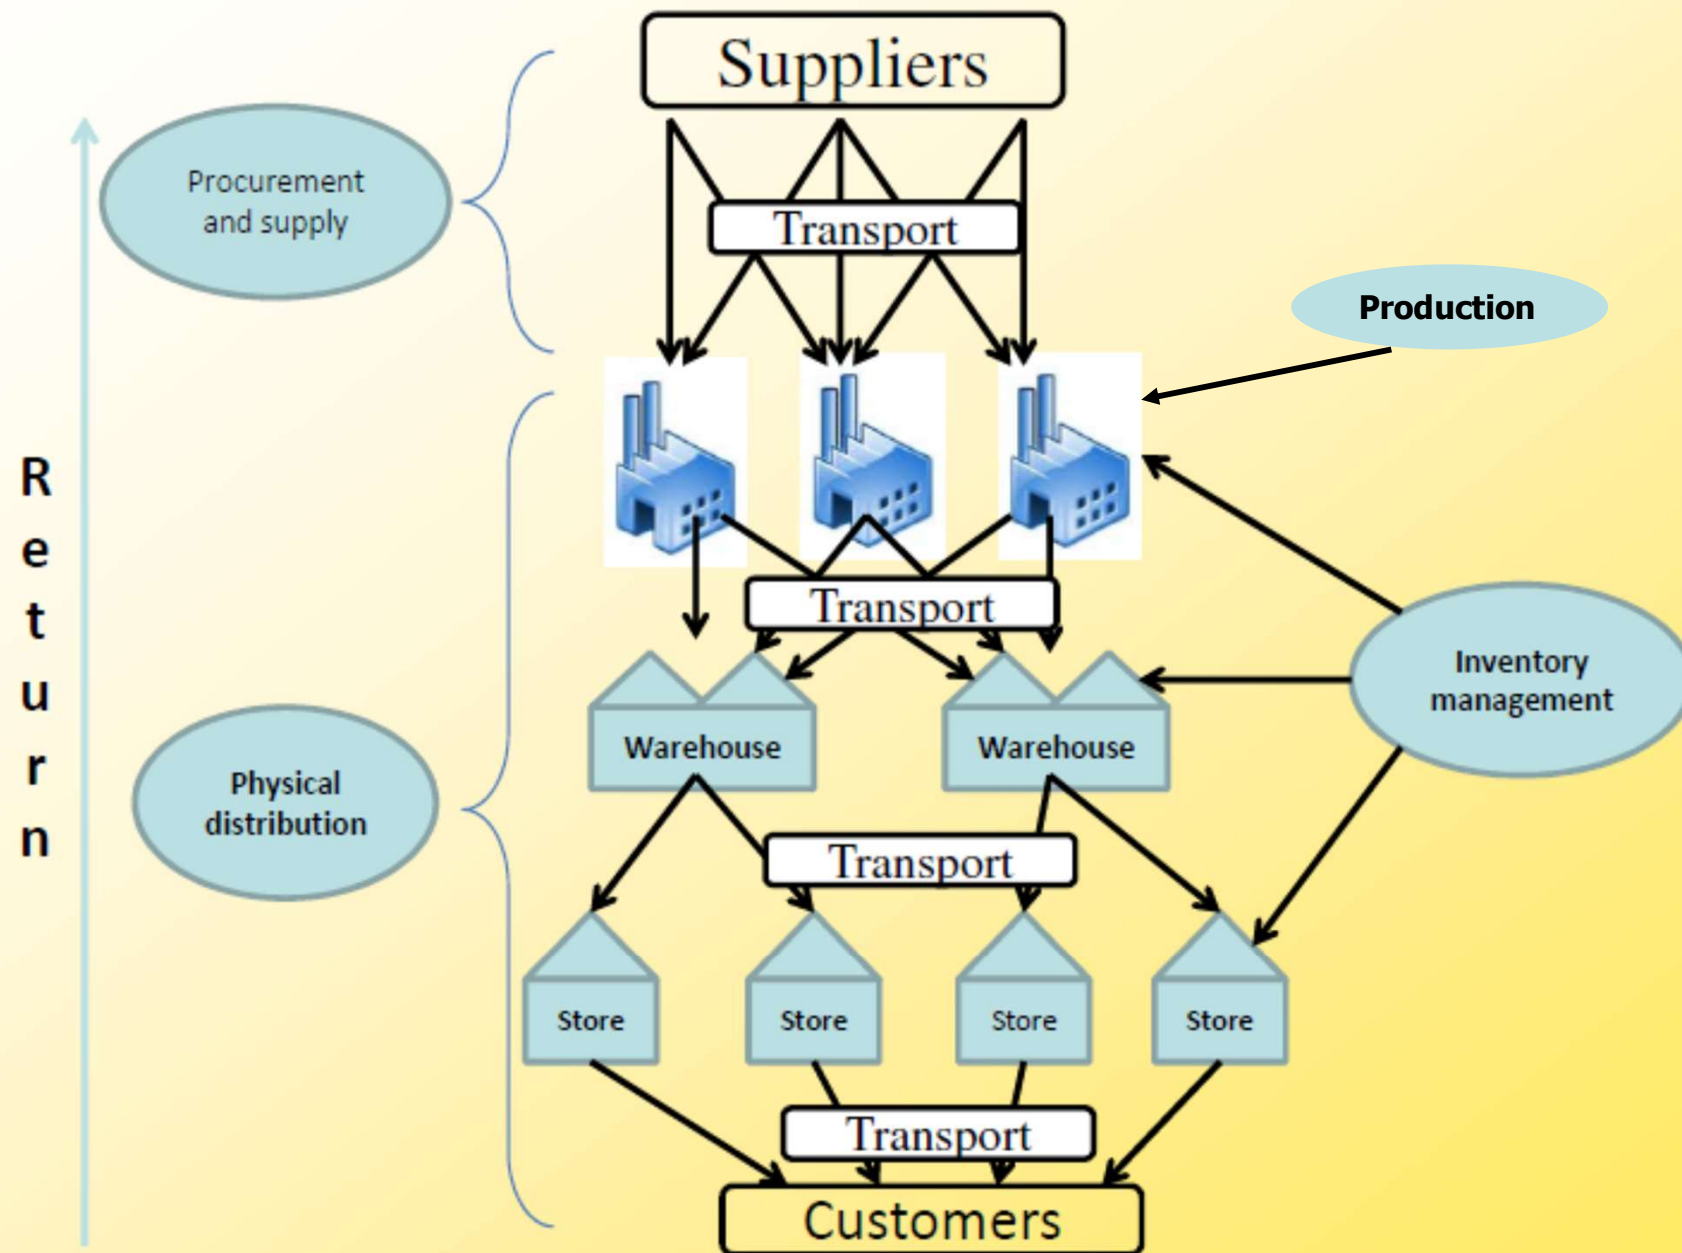 Suppliers
Procurement
and supply
Transport
Production
Return
Transport
Inventory
management
Warehouse
Warehouse
Physical
distribution
Transport
Store
Store
Store
Store
Transport
Customers